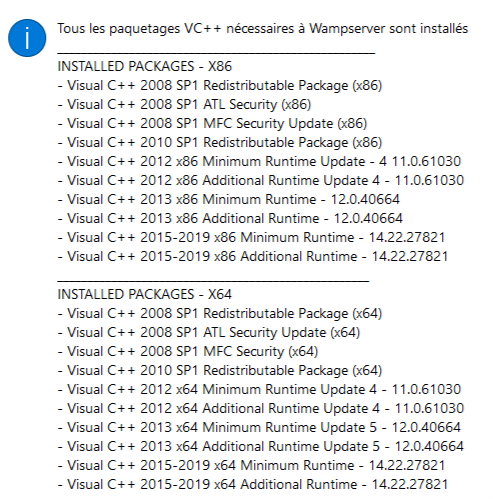 Tous les paquetages VC++ nécessaires à Wampserver sont installés
INSTALLED PACKAGES - X86
- Visual C++ 2008 SP1 Redistributable Package (x86)
- Visual C++ 2008 SP1 ATL Security (x86)
- Visual C++ 2008 SP1 MFC Security Update (x86)
- Visual C++ 2010 SP1 Redistributable Package (x86)
- Visual C++ 2012 x86 Minimum Runtime Update - 4 11.0.61030
- Visual C++ 2012 x86 Additional Runtime Update 4 - 11.0.61030
- Visual C++ 2013 x86 Minimum Runtime - 12.0.40664
- Visual C++ 2013 x86 Additional Runtime - 12.0.40664
- Visual C++ 2015-2019 x86 Minimum Runtime - 14.22.27821
- Visual C++ 2015-2019 x86 Additional Runtime - 14.22.27821
INSTALLED PACKAGES - X64
- Visual C++ 2008 SP1 Redistributable Package (x64)
- Visual C++ 2008 SP1 ATL Security Update (x64)
- Visual C++ 2008 SP1 MFC Security (x64)
- Visual C++ 2010 SP1 Redistributable Package (x64)
- Visual C++ 2012 x64 Minimum Runtime Update 4 - 11.0.61030
- Visual C++ 2012 x64 Additional Runtime Update 4 - 11.0.61030
- Visual C++ 2013 x64 Minimum Runtime Update 5 - 12.0.40664
- Visual C++ 2013 x64 Additional Runtime Update 5 - 12.0.40664
- Visual C++ 2015-2019 x64 Minimum Runtime - 14.22.27821
- Visual C++ 2015-2019 x64 Additional Runtime - 14.22.27821